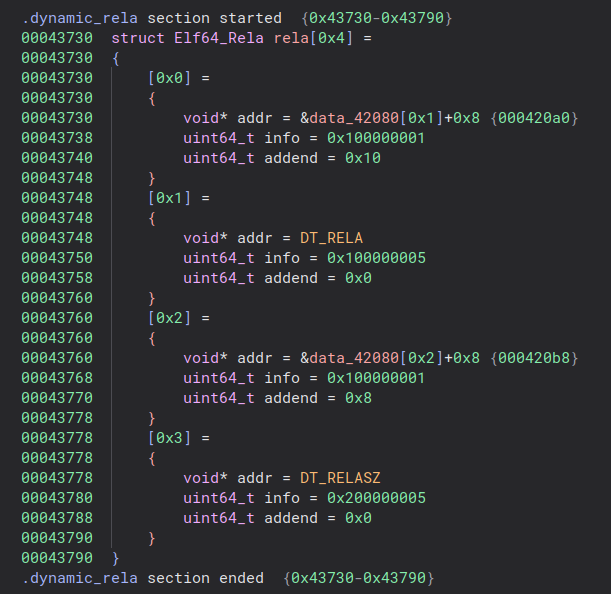 .dynamic_rela section started  {0x43730-0x43790}
00043730  struct Elf64_Rela rela[0x4] =
00043730  {
00043730      [0x0] =
00043730      {
00043730          void* addr = &data_42080[0x1]+0x8 {000420a0}
00043738          uint64_t info = 0x100000001
00043740          uint64_t addend = 0x10
00043748      }
00043748      [0x1] =
00043748      {
00043748          void* addr = DT_RELA
00043750          uint64_t info = 0x100000005
00043758          uint64_t addend = 0x0
00043760      }
00043760      [0x2] =
00043760      {
00043760          void* addr = &data_42080[0x2]+0x8 {000420b8}
00043768          uint64_t info = 0x100000001
00043770          uint64_t addend = 0x8
00043778      }
00043778      [0x3] =
00043778      {
00043778          void* addr = DT_RELASZ
00043780          uint64_t info = 0x200000005
00043788          uint64_t addend = 0x0
00043790      }
00043790  }
.dynamic_rela section ended  {0x43730-0x43790}